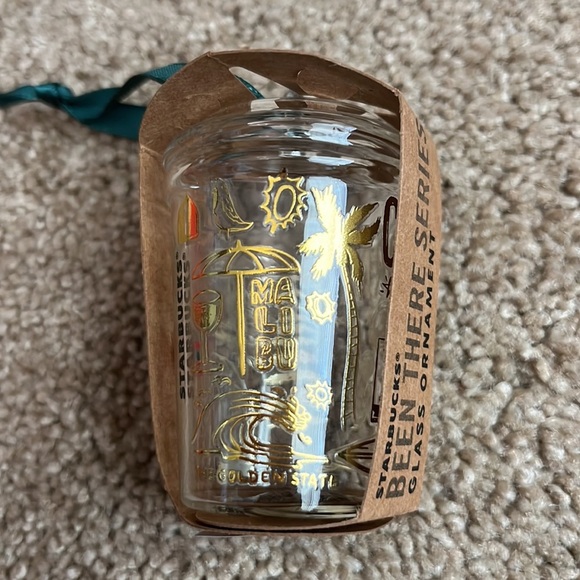 STARBUCKS®
MA
LI
BU
GOLDEN STATE
STARBUCKS®
BEEN THERE SERIES
GLASS ORNAMENT